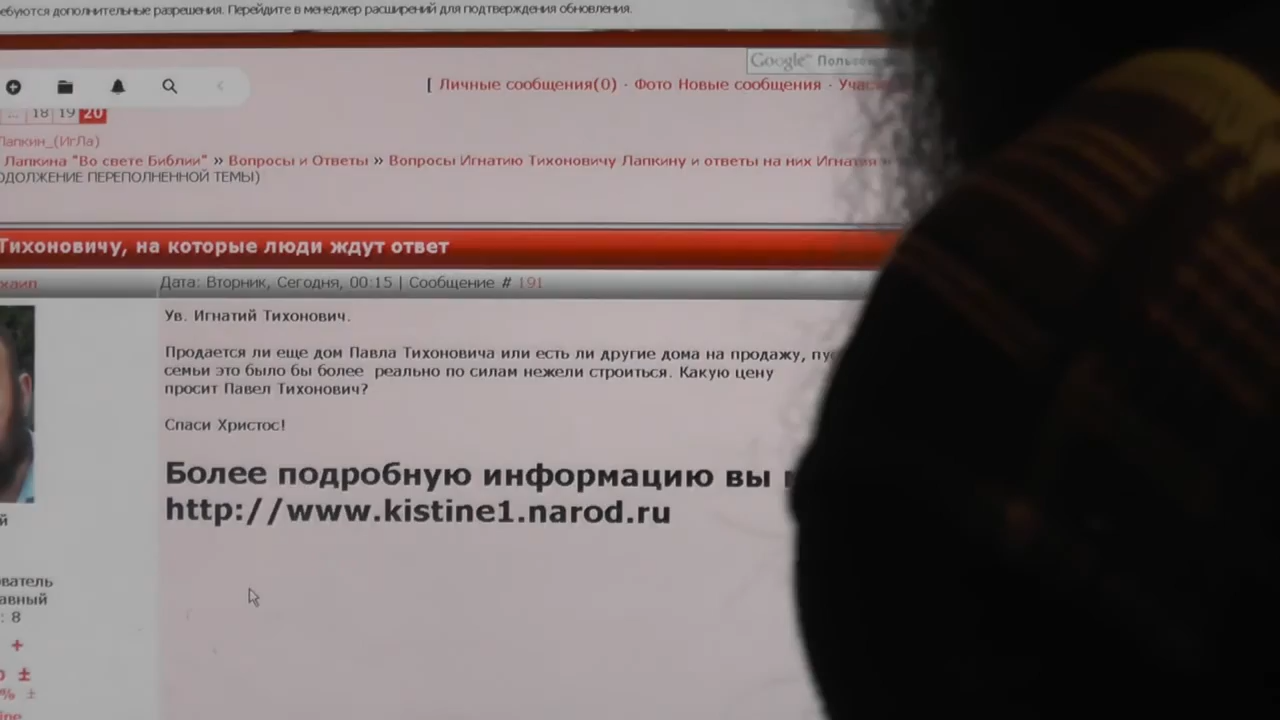 ебуются дополнительные разрешения. Перейдите в менеджер расширений для подтверждения обновления.
Google
[ Личные сообщения(0) · Фото Новые сообщения ·
... 18 19 20
Лапкин_(ИгЛа)
Лапкина "Во свете Библии" » Вопросы и Ответы » Вопросы Игнатию Тихоновичу Лапкину и ответы на них Игнатия »
ОДОЛЖЕНИЕ ПЕРЕПОЛНЕННОЙ ТЕМЫ)
Тихоновичу, на которые люди ждут ответ
хаил
Дата: Вторник, Сегодня, 00:15 | Сообщение # 191
Ув. Игнатий Тихонович.
Продается ли еще дом Павла Тихоновича или есть ли другие дома на продажу,
семьи это было бы более реально по силам нежели строиться. Какую цену
просит Павел Тихонович?
Спаси Христос!
Более подробную информацию вы
http://www.kistine1.narod.ru
й
ватель
авный
: 8
+
±
% ±
ine